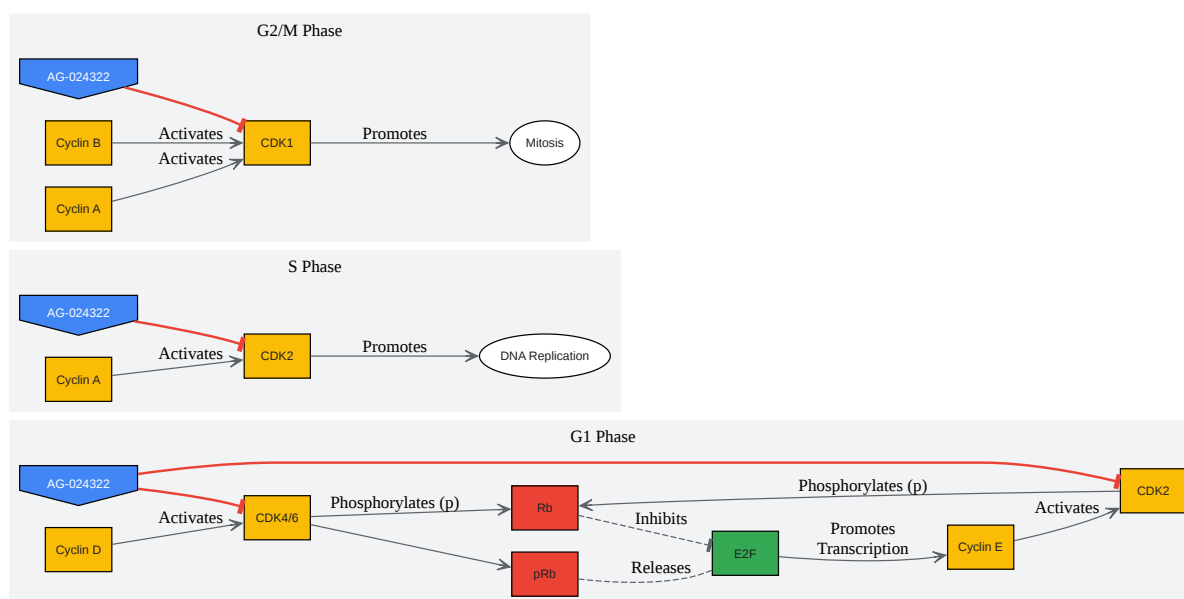 G2/M Phase
AG-024322
Cyclin B
Activates
CDK1
Promotes
Mitosis
Activates
Cyclin A
S Phase
AG-024322
Activates
CDK2
Promotes
DNA Replication
Cyclin A
G1 Phase
AG-024322
CDK2
Phosphorylates (p)
Phosphorylates (p)
Rb
Activates
CDK4/6
Activates
Inhibits
Promotes
Transcription
Cyclin D
E2F
Cyclin E
pRb
Releases